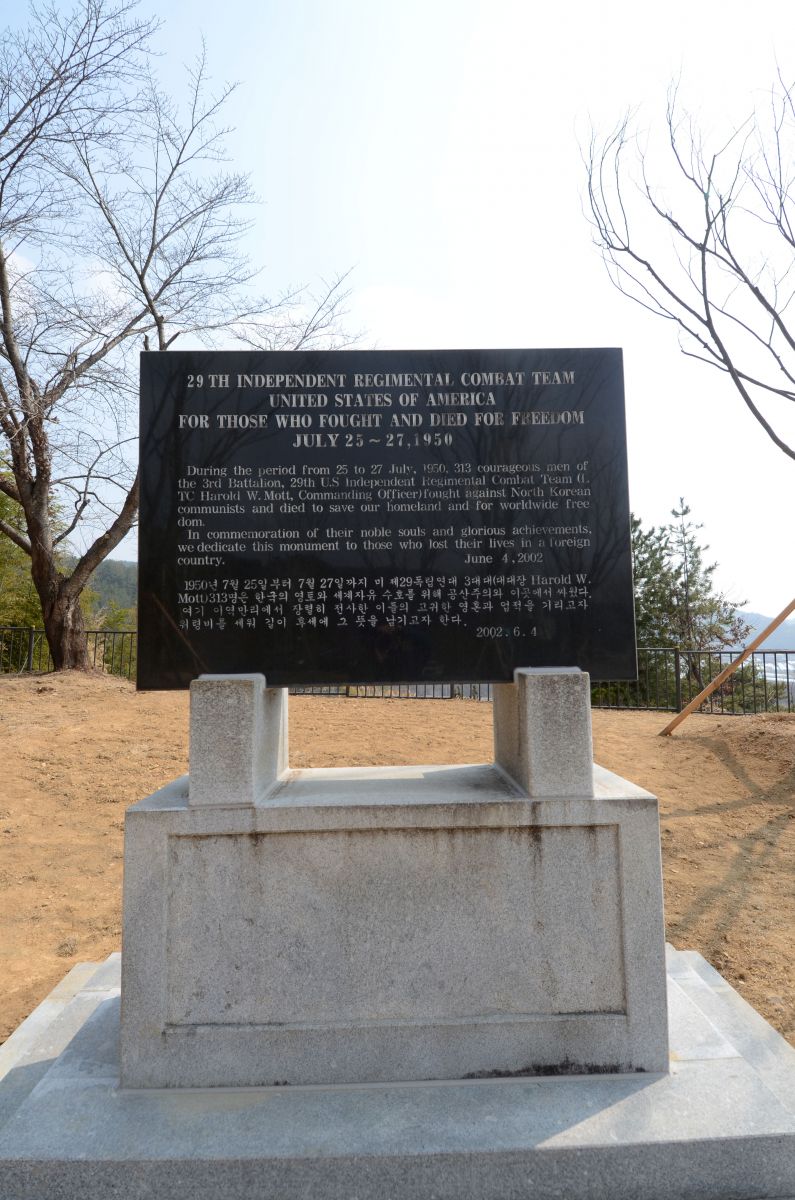 29 TH INDEPENDENT REGIMENTAL COMBAT TEAM
UNITED STATES OF AMERICA
FOR THOSE WHO FOUGHT AND DIED FOR FREEDOM
JULY 25~27,1950
During the period from 25 to 27 July, 1950, 313 courageous men of
the 3rd Battalion, 29th U.S Independent Regimental Combat Team (L
TC Harold W. Mott, Commanding Officer)fought against North Korean
communists and died to save our homeland and for worldwide free
dom.
In commemoration of their noble souls and glorious achievements,
we dedicate this monument to those who lost their lives in a foreign
country. June 4,2002
1950년 7월 25일부터 7월 27일까지 미 제29독립연대 3대대(대대장 Harold W.
Mott)313명은 한국의 영토와 세계자유 수호를 위해 공산주의와 이곳에서 싸웠다.
여기 이역만리에서 장렬히 전사한 이들의 고귀한 영혼과 업적을 기리고자
위령비를 세워 길이 후세에 그 뜻을 남기고자 한다. 2002. 6. 4